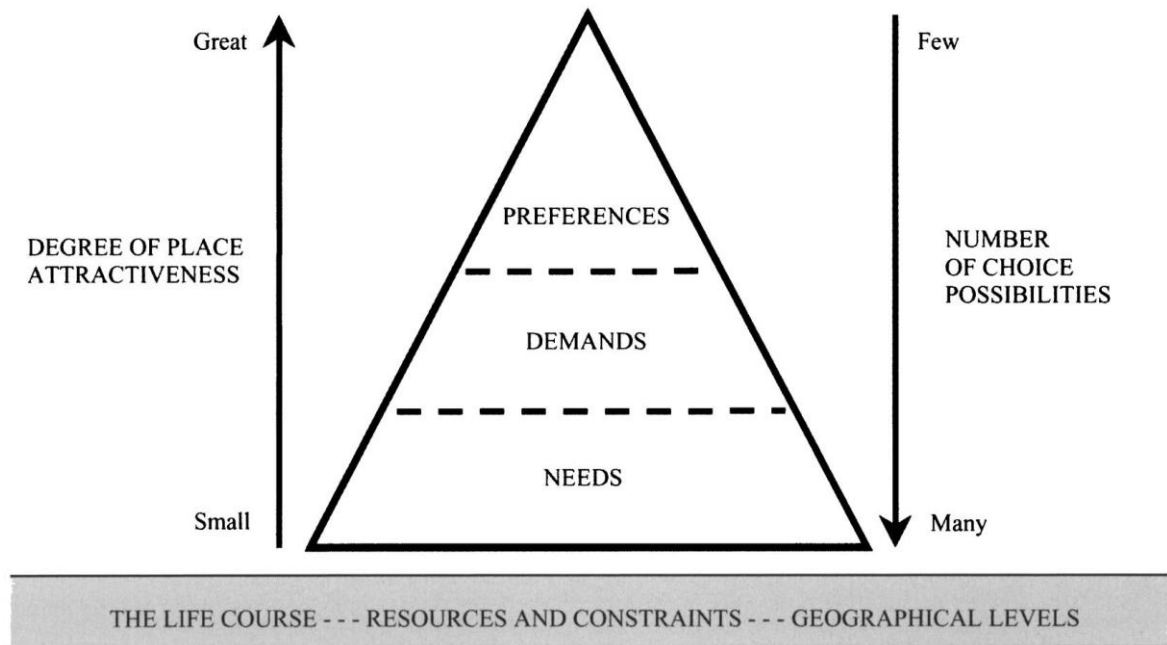 Great
Few
PREFERENCES
DEGREE OF PLACE
ATTRACTIVENESS
NUMBER
OF CHOICE
POSSIBILITIES
DEMANDS
NEEDS
Small
Many
THE LIFE COURSE - - - RESOURCES AND CONSTRAINTS - - - GEOGRAPHICAL LEVELS